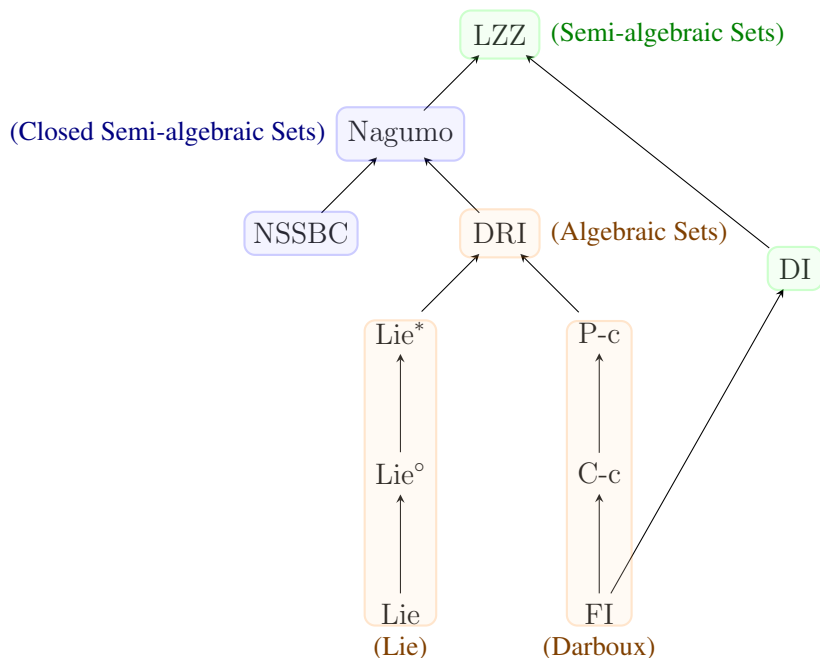 LZZ (Semi-algebraic Sets)
(Closed Semi-algebraic Sets) Nagumo
NSSBC DRI (Algebraic Sets)
DI
Lie* P-c
Lie° C-c
Lie FI
(Lie) (Darboux)